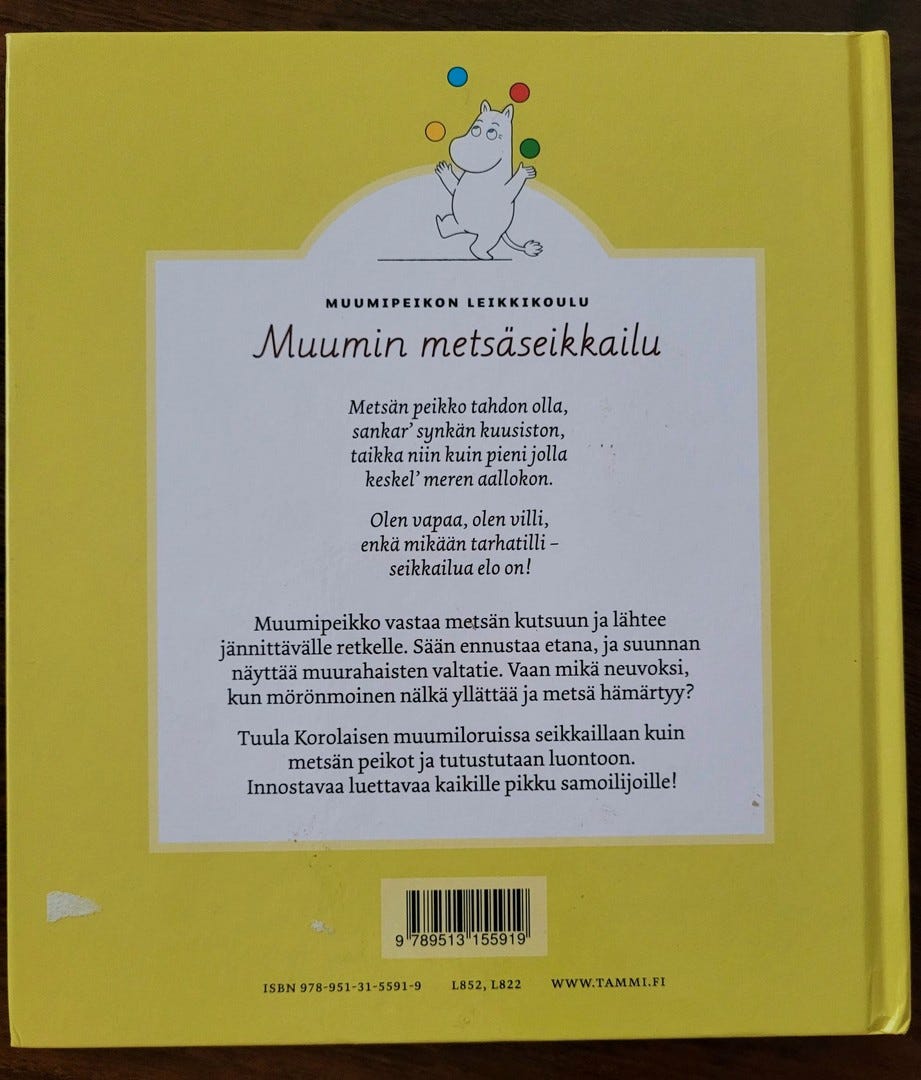 MUUMIPEIKON LEIKKIKOULU
Muumin metsäseikkailu
Metsän peikko tahdon olla,
sankar’ synkän kuusiston,
taikka niin kuin pieni jolla
keskel’ meren aallokon.
Olen vapaa, olen villi,
enkä mikään tarhatilli –
seikkailua elo on!
Muumipeikko vastaa metsän kutsuun ja lähtee
jännittävälle retkelle. Sään ennustaa etana, ja suunnan
näyttää muurahaisten valtatie. Vaan mikä neuvoksi,
kun mörönmoinen nälkä yllättää ja metsä hämärtyy?
Tuula Korolaisen muumiloruissa seikkaillaan kuin
metsän peikot ja tutustutaan luontoon.
Innostavaa luettavaa kaikille pikku samoilijoille!
9 789513 155919
ISBN 978-951-31-5591-9 L852, L822 WWW.TAMMI.FI